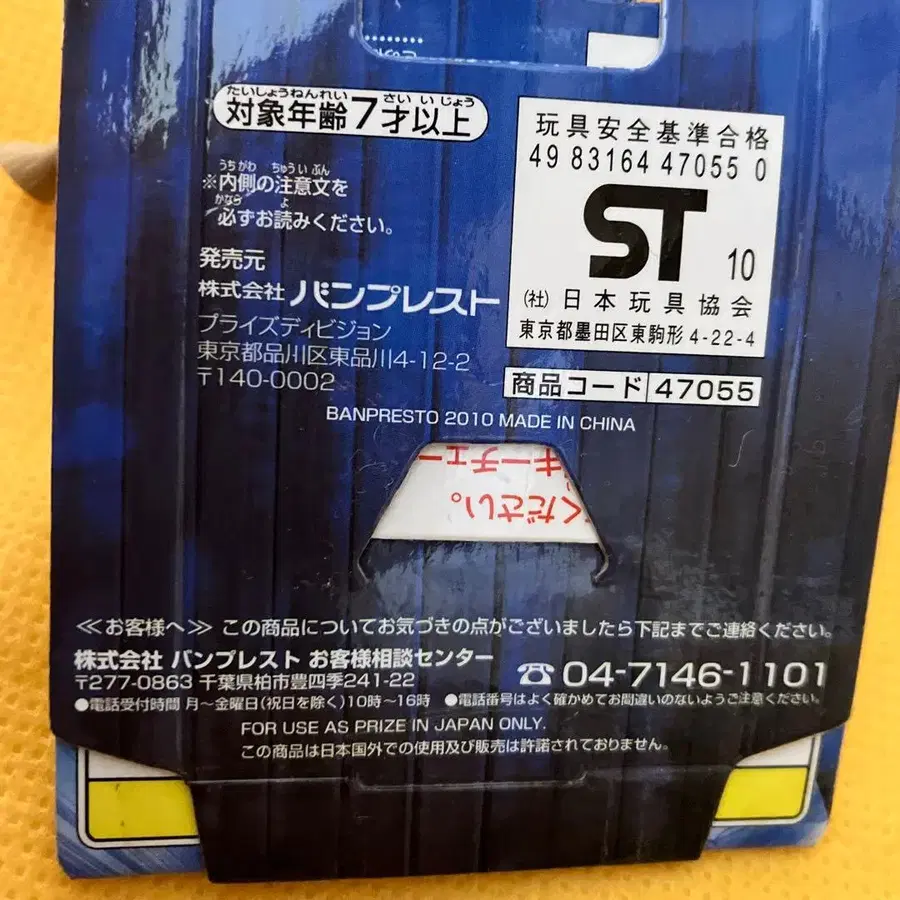 たいしょうねんれい さい いじょう
対象年齢7才以上
うちがわ ちゅういぶん
※内側の注意文を
かなら よ
必ずお読みください。
発売元
株式会社 バンプレスト
プライズディビジョン
東京都品川区東品川4-12-2
〒140-0002
玩具安全基準合格
49 83164 47055 0
ST 10
(社) 日本玩具協会
東京都墨田区東駒形 4-22-4
商品コード 47055
BANPRESTO 2010 MADE IN CHINA
キーチェー
ください。
≪お客様へ≫ この商品についてお気づきの点がございましたら下記までご連絡ください。
株式会社 バンプレスト お客様相談センター
☎04-7146-1101
〒277-0863 千葉県柏市豊四季241-22
●電話受付時間 月～金曜日(祝日を除く)10時～16時 ●電話番号はよく確かめてお間違いのないようご注意ください。
FOR USE AS PRIZE IN JAPAN ONLY.
この商品は日本国外での使用及び販売は許諾されておりません。